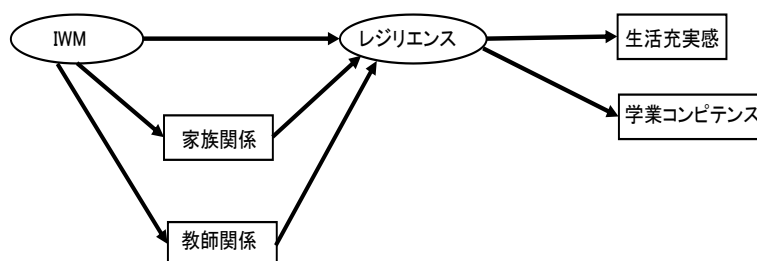 IWM
レジリエンス
生活充実感
学業コンピテンス
家族関係
教師関係